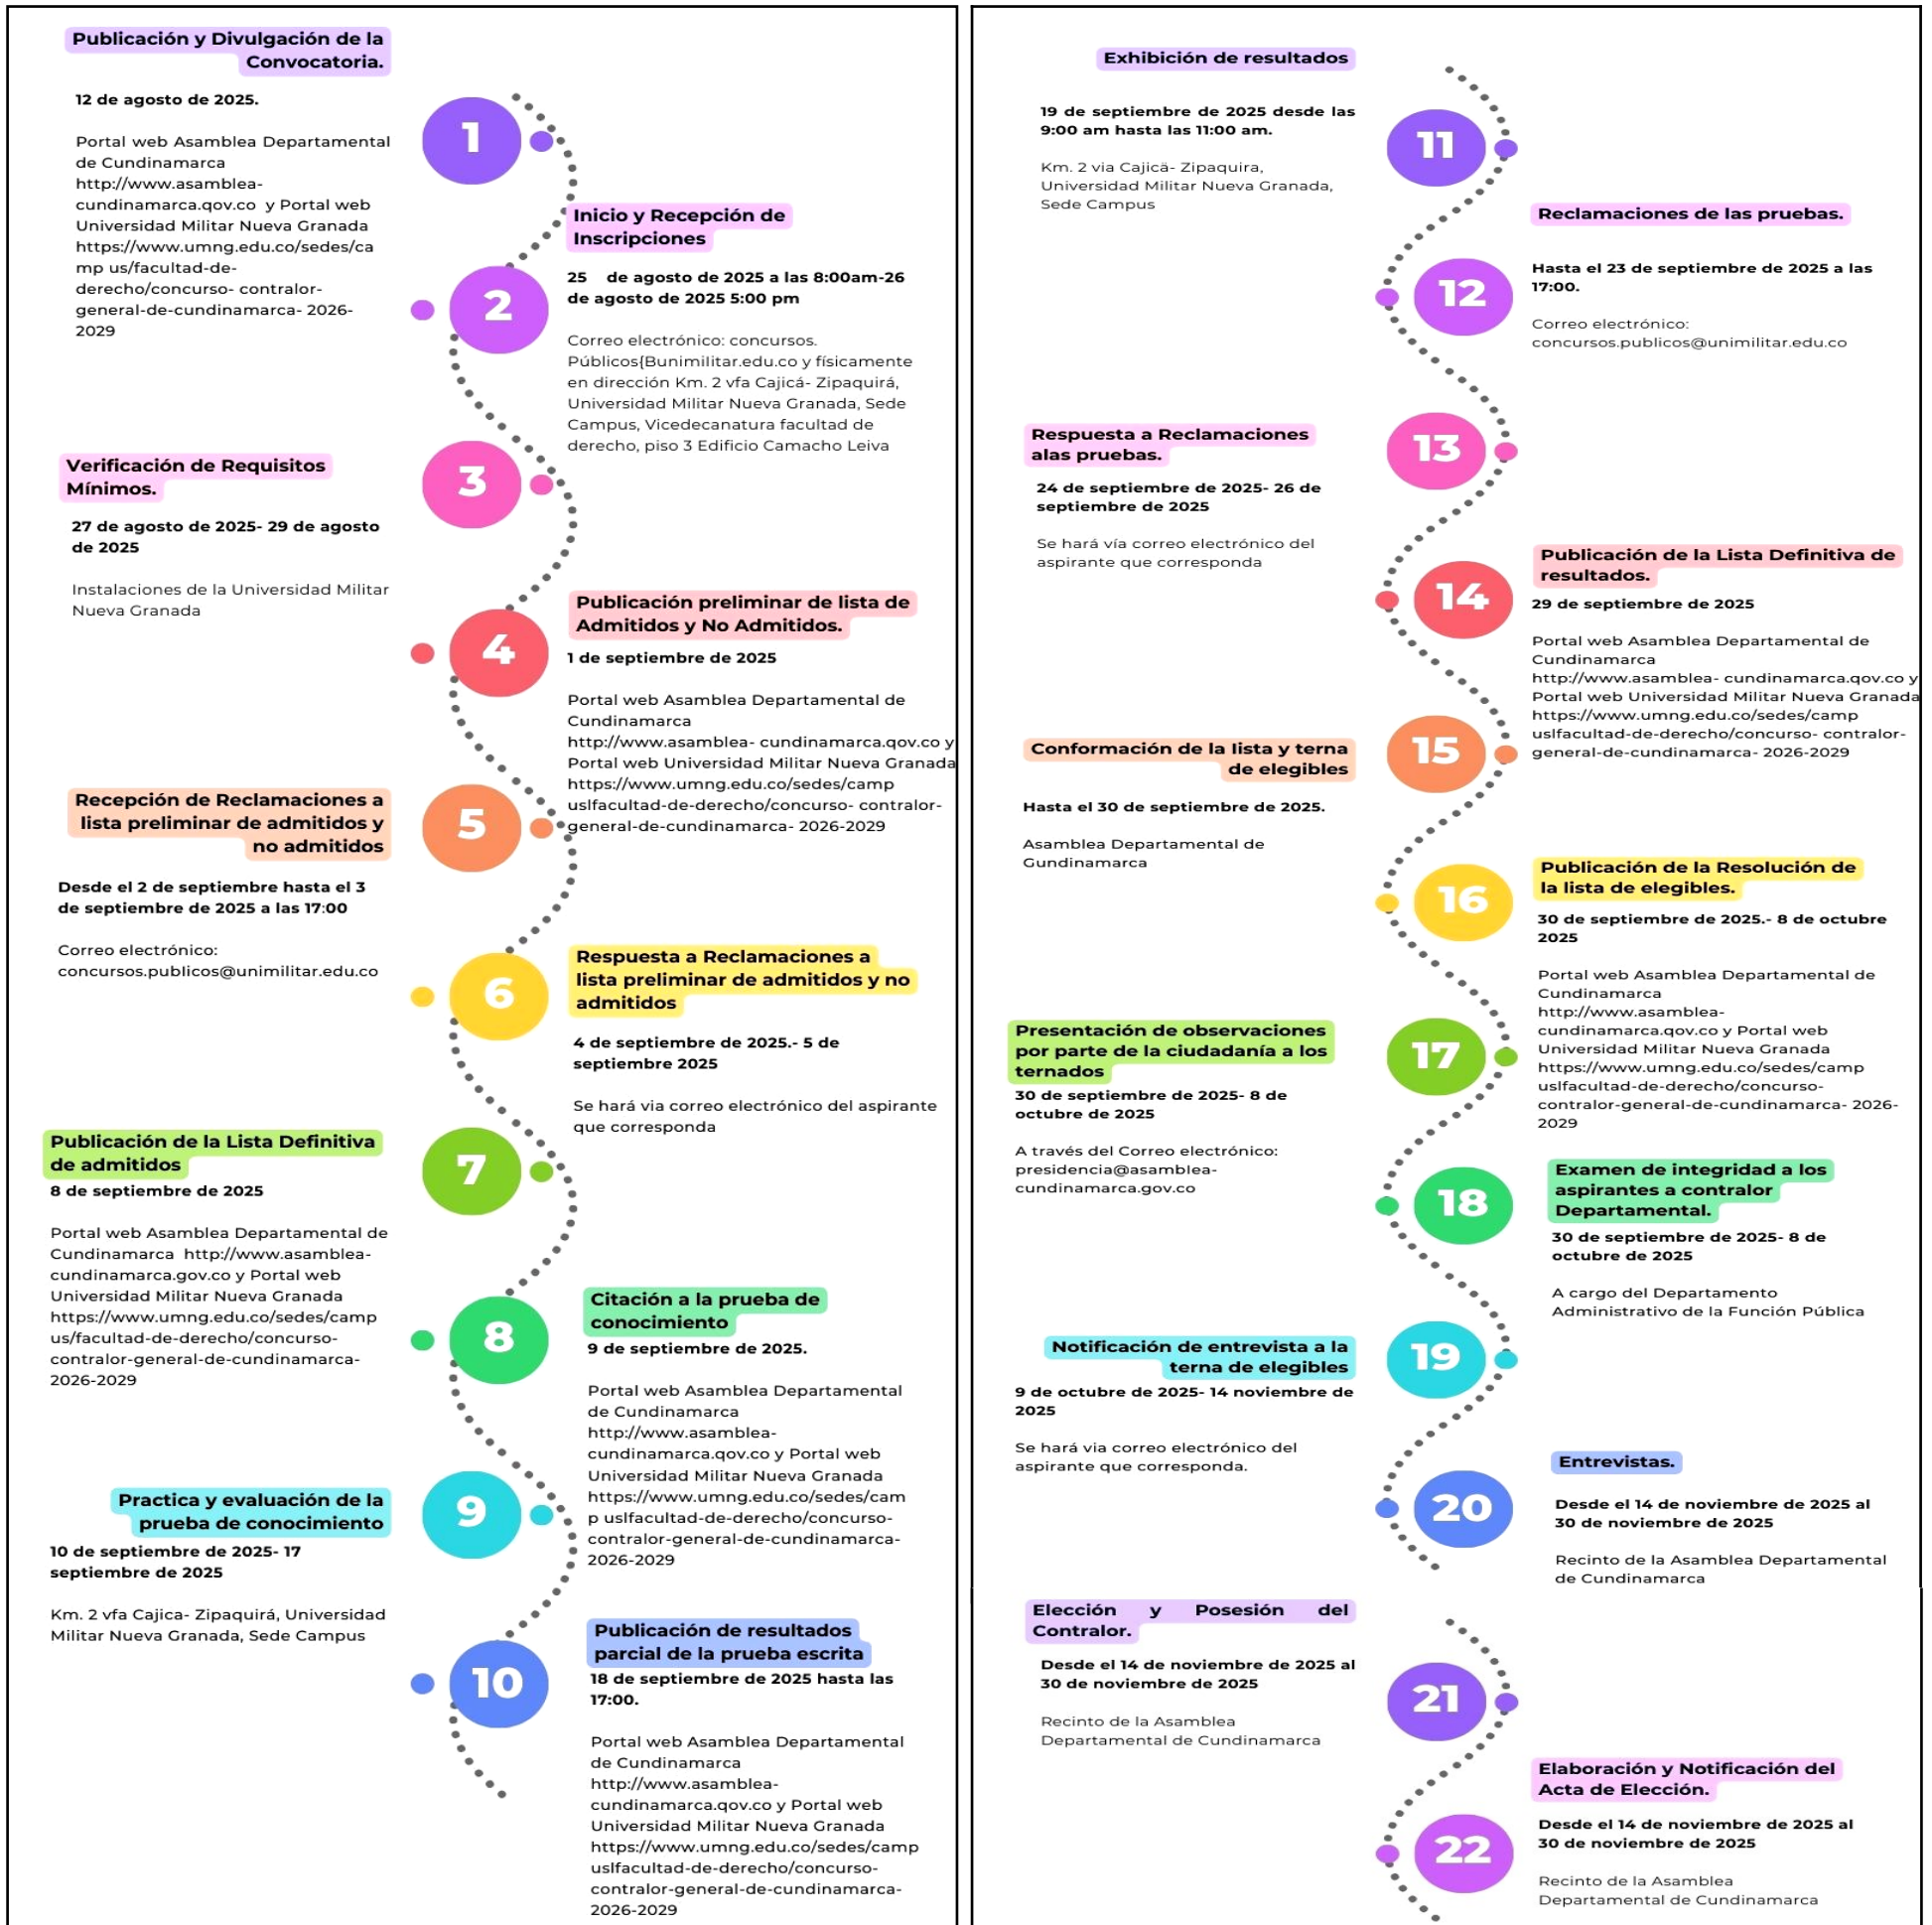 Publicación y Divulgación de la
Convocatoria.
12 de agosto de 2025.
Portal web Asamblea Departamental
de Cundinamarca
http://www.asamblea-
cundinamarca.qov.co y Portal web
Universidad Militar Nueva Granada
https://www.umng.edu.co/sedes/ca
mp us/facultad-de-
derecho/concurso- contralor-
general-de-cundinamarca- 2026-
2029
1
Inicio y Recepción de
Inscripciones
25 de agosto de 2025 a las 8:00am-26
de agosto de 2025 5:00 pm
Correo electrónico: concursos.
Públicos{Bunimilitar.edu.co y físicamente
en dirección Km. 2 vfa Cajicá- Zipaquirá,
Universidad Militar Nueva Granada, Sede
Campus, Vicedecanatura facultad de
derecho, piso 3 Edificio Camacho Leiva
2
Verificación de Requisitos
Mínimos.
27 de agosto de 2025- 29 de agosto
de 2025
Instalaciones de la Universidad Militar
Nueva Granada
3
Publicación preliminar de lista de
Admitidos y No Admitidos.
1 de septiembre de 2025
Portal web Asamblea Departamental de
Cundinamarca
http://www.asamblea- cundinamarca.qov.co y
Portal web Universidad Militar Nueva Granada
https://www.umng.edu.co/sedes/camp
uslfacultad-de-derecho/concurso- contralor-
general-de-cundinamarca- 2026-2029
4
Recepción de Reclamaciones a
lista preliminar de admitidos y
no admitidos
Desde el 2 de septiembre hasta el 3
de septiembre de 2025 a las 17:00
Correo electrónico:
concursos.publicos@unimilitar.edu.co
5
Respuesta a Reclamaciones a
lista preliminar de admitidos y no
admitidos
4 de septiembre de 2025.- 5 de
septiembre 2025
Se hará via correo electrónico del aspirante
que corresponda
6
Publicación de la Lista Definitiva
de admitidos
8 de septiembre de 2025
Portal web Asamblea Departamental de
Cundinamarca http://www.asamblea-
cundinamarca.gov.co y Portal web
Universidad Militar Nueva Granada
https://www.umng.edu.co/sedes/camp
us/facultad-de-derecho/concurso-
contralor-general-de-cundinamarca-
2026-2029
7
Citación a la prueba de
conocimiento
9 de septiembre de 2025.
Portal web Asamblea Departamental
de Cundinamarca
http://www.asamblea-
cundinamarca.qov.co y Portal web
Universidad Militar Nueva Granada
https://www.umng.edu.co/sedes/cam
p uslfacultad-de-derecho/concurso-
contralor-general-de-cundinamarca-
2026-2029
8
Practica y evaluación de la
prueba de conocimiento
10 de septiembre de 2025- 17
septiembre de 2025
Km. 2 vfa Cajica- Zipaquirá, Universidad
Militar Nueva Granada, Sede Campus
9
Publicación de resultados
parcial de la prueba escrita
18 de septiembre de 2025 hasta las
17:00.
Portal web Asamblea Departamental
de Cundinamarca
http://www.asamblea-
cundinamarca.qov.co y Portal web
Universidad Militar Nueva Granada
https://www.umng.edu.co/sedes/camp
uslfacultad-de-derecho/concurso-
contralor-general-de-cundinamarca-
2026-2029
10
Exhibición de resultados
19 de septiembre de 2025 desde las
9:00 am hasta las 11:00 am.
Km. 2 via Cajicä- Zipaquira,
Universidad Militar Nueva Granada,
Sede Campus
11
Reclamaciones de las pruebas.
Hasta el 23 de septiembre de 2025 a las
17:00.
Correo electrónico:
concursos.publicos@unimilitar.edu.co
12
Respuesta a Reclamaciones
alas pruebas.
24 de septiembre de 2025- 26 de
septiembre de 2025
Se hará vía correo electrónico del
aspirante que corresponda
13
Publicación de la Lista Definitiva de
resultados.
29 de septiembre de 2025
Portal web Asamblea Departamental de
Cundinamarca
http://www.asamblea- cundinamarca.qov.co y
Portal web Universidad Militar Nueva Granada
https://www.umng.edu.co/sedes/camp
uslfacultad-de-derecho/concurso- contralor-
general-de-cundinamarca- 2026-2029
14
Conformación de la lista y terna
de elegibles
Hasta el 30 de septiembre de 2025.
Asamblea Departamental de
Gundinamarca
15
Publicación de la Resolución de
la lista de elegibles.
30 de septiembre de 2025.- 8 de octubre
2025
Portal web Asamblea Departamental de
Cundinamarca
http://www.asamblea-
cundinamarca.qov.co y Portal web
Universidad Militar Nueva Granada
https://www.umng.edu.co/sedes/camp
uslfacultad-de-derecho/concurso-
contralor-general-de-cundinamarca- 2026-
2029
16
Presentación de observaciones
por parte de la ciudadanía a los
ternados
30 de septiembre de 2025- 8 de
octubre de 2025
A través del Correo electrónico:
presidencia@asamblea-
cundinamarca.gov.co
17
Examen de integridad a los
aspirantes a contralor
Departamental.
30 de septiembre de 2025- 8 de
octubre de 2025
A cargo del Departamento
Administrativo de la Función Pública
18
Notificación de entrevista a la
terna de elegibles
9 de octubre de 2025- 14 noviembre de
2025
Se hará via correo electrónico del
aspirante que corresponda.
19
Entrevistas.
Desde el 14 de noviembre de 2025 al
30 de noviembre de 2025
Recinto de la Asamblea Departamental
de Cundinamarca
20
Elección y Posesión del
Contralor.
Desde el 14 de noviembre de 2025 al
30 de noviembre de 2025
Recinto de la Asamblea
Departamental de Cundinamarca
21
Elaboración y Notificación del
Acta de Elección.
Desde el 14 de noviembre de 2025 al
30 de noviembre de 2025
Recinto de la Asamblea
Departamental de Cundinamarca
22